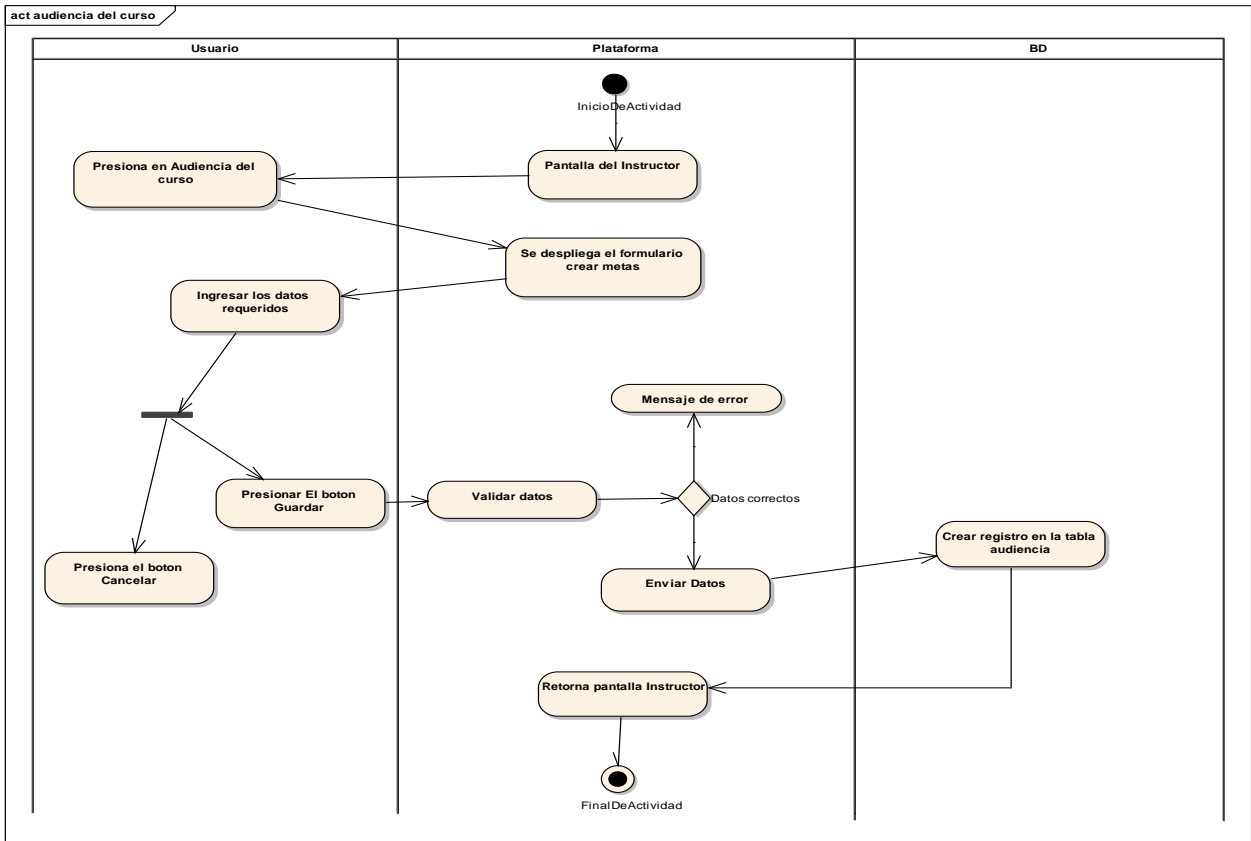 act audiencia del curso
Usuario
Plataforma
BD
InicioDeActividad
Presiona en Audiencia del
curso
Pantalla del Instructor
Se despliega el formulario
crear metas
Ingresar los datos
requeridos
Mensaje de error
Presionar El boton
Guardar
Validar datos
Datos correctos
Crear registro en la tabla
audiencia
Presiona el boton
Cancelar
Enviar Datos
Retorna pantalla Instructor
FinalDeActividad